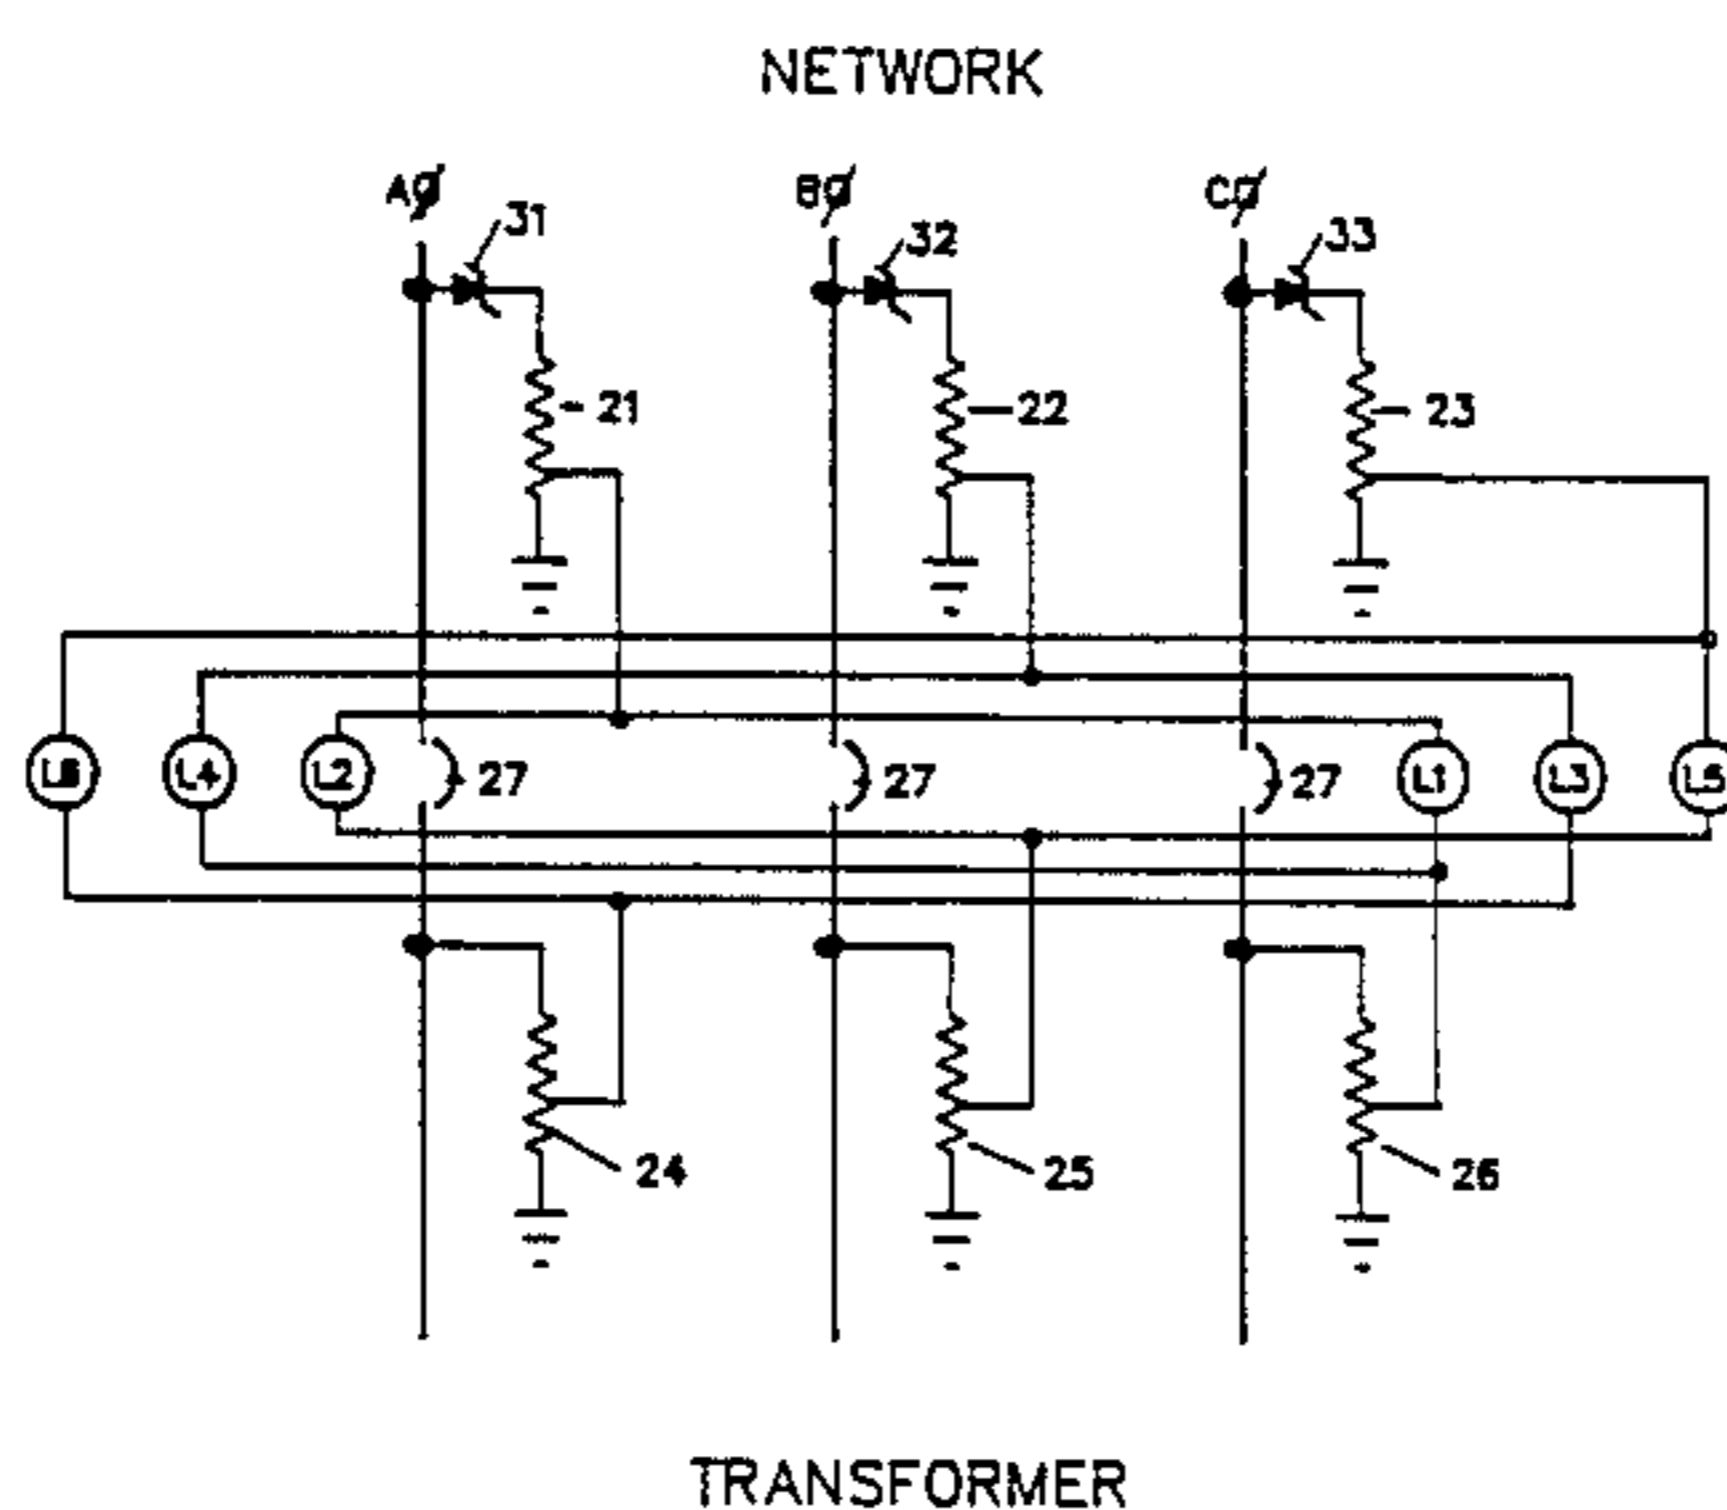 NETWORK
AØ BØ CØ
31 32 33
21 22 23
L6 L4 L2 27 27 27 L1 L3 L5
24 25 26
TRANSFORMER